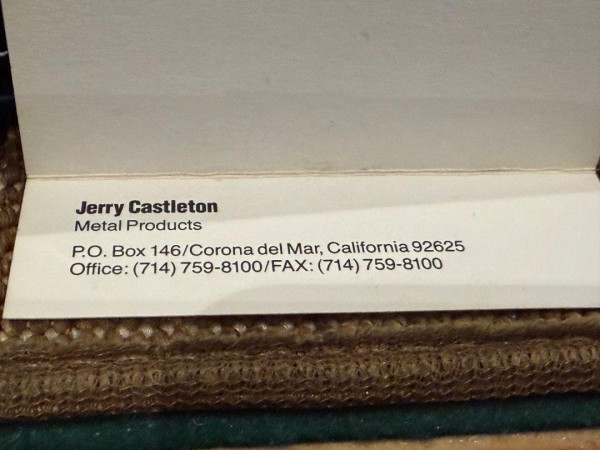 Jerry Castleton
Metal Products
P.O. Box 146/Corona del Mar, California 92625
Office: (714) 759-8100/FAX: (714) 759-8100